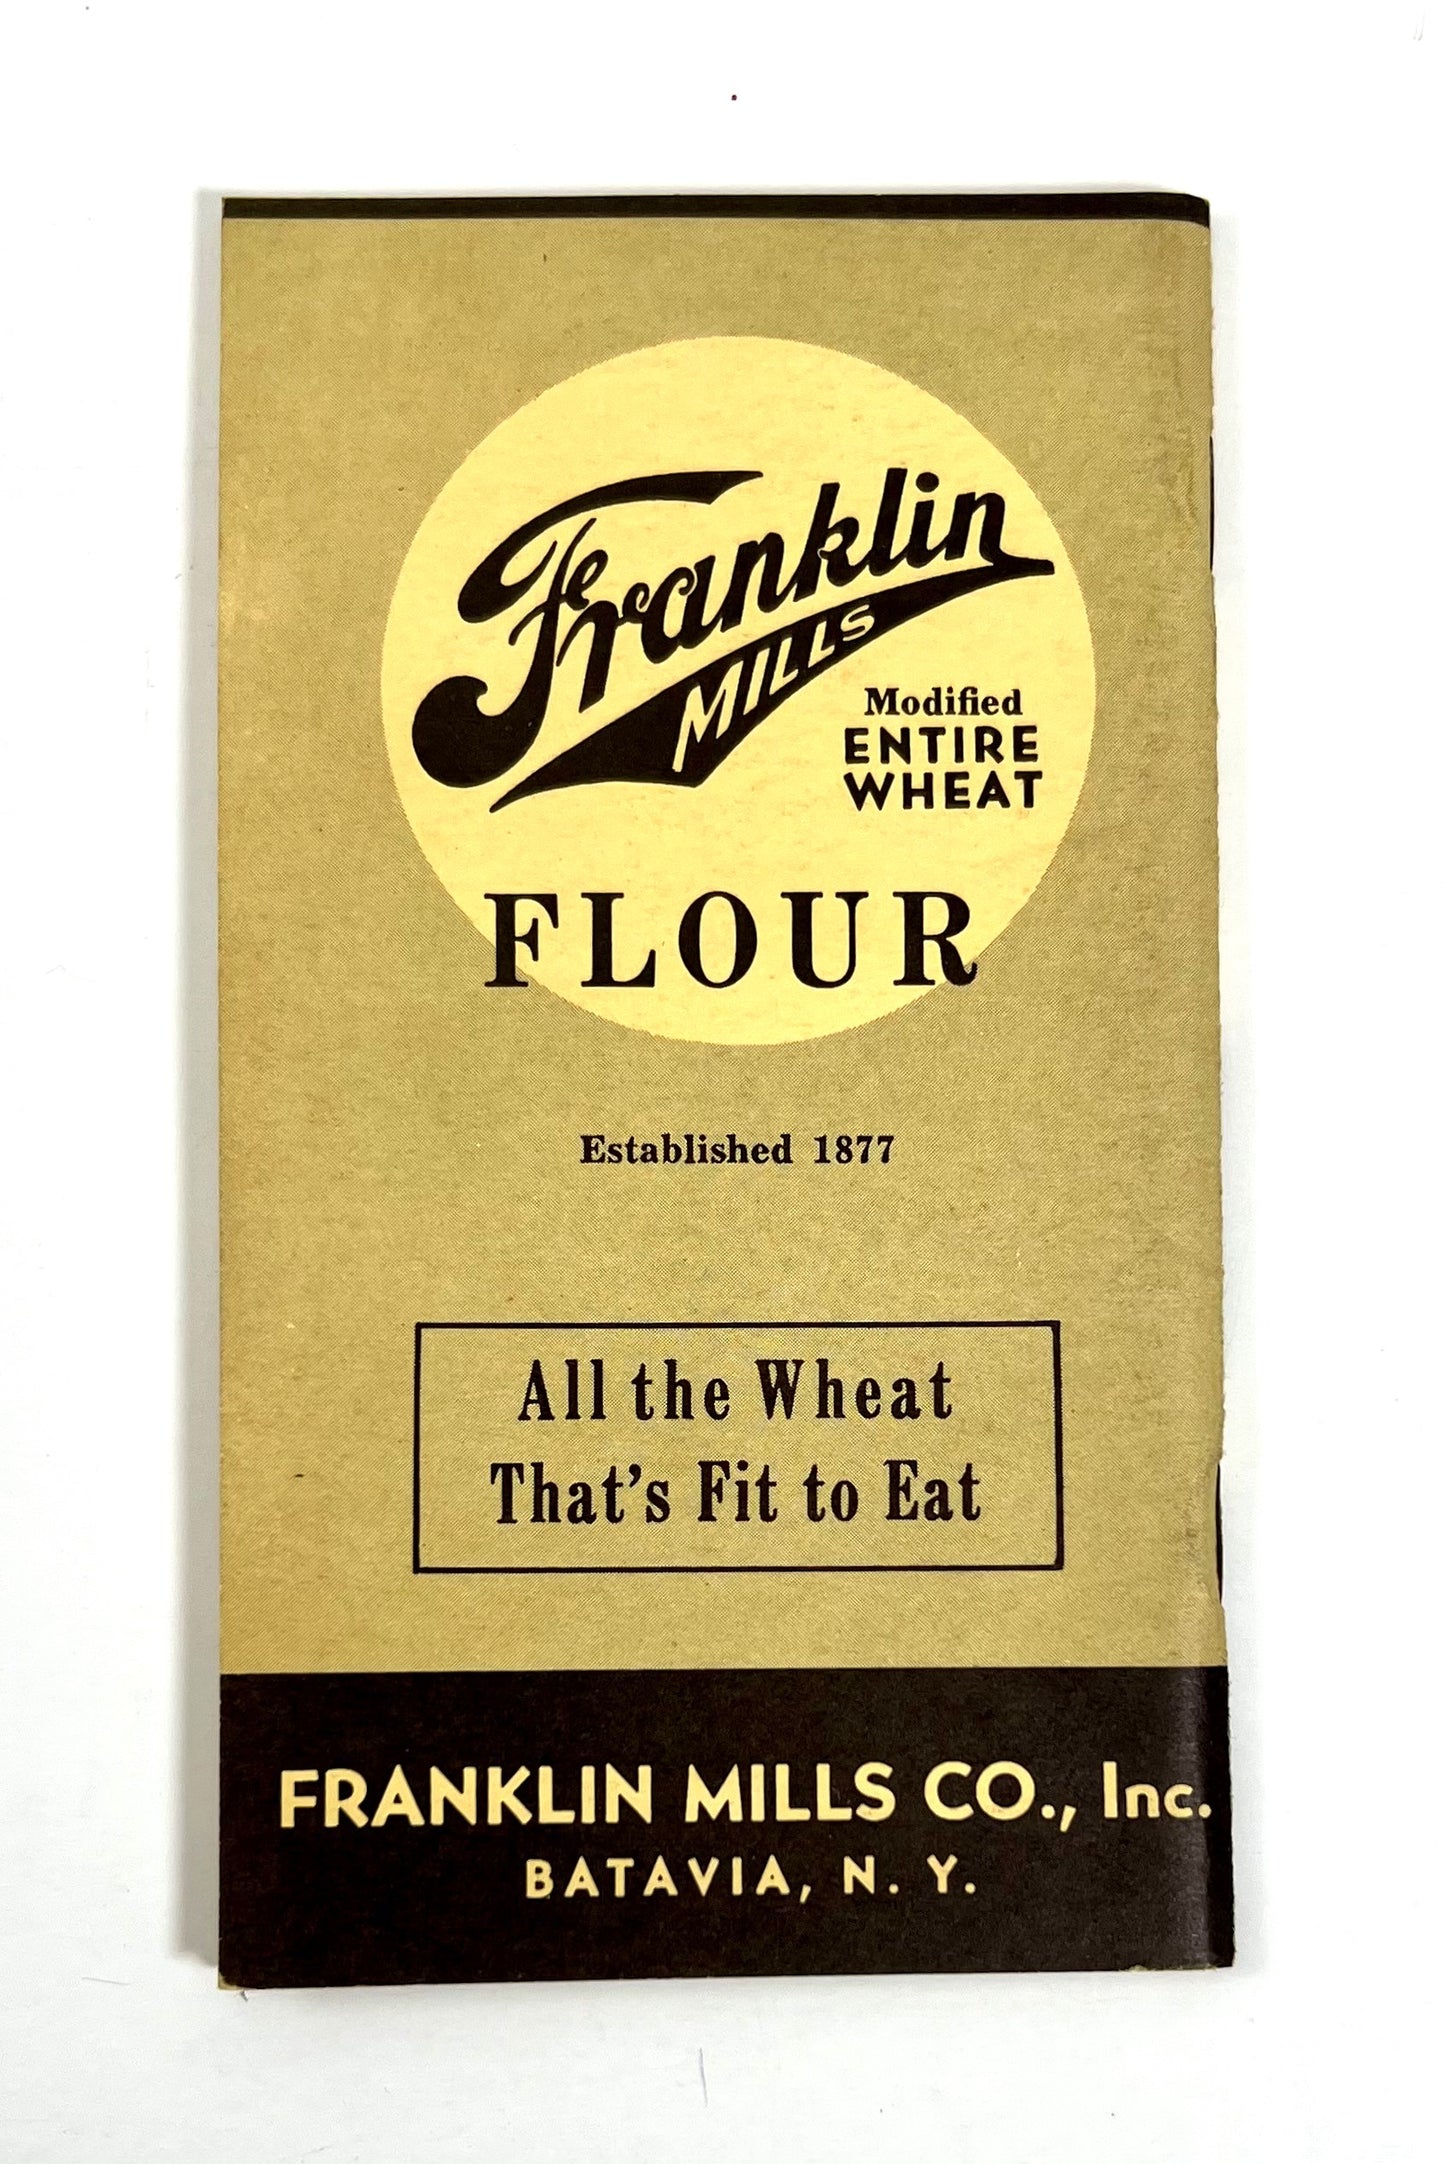 Franklin
MILLS
Modified
ENTIRE
WHEAT
FLOUR
Established 1877
All the Wheat
That's Fit to Eat
FRANKLIN MILLS CO., Inc.
BATAVIA, N. Y.